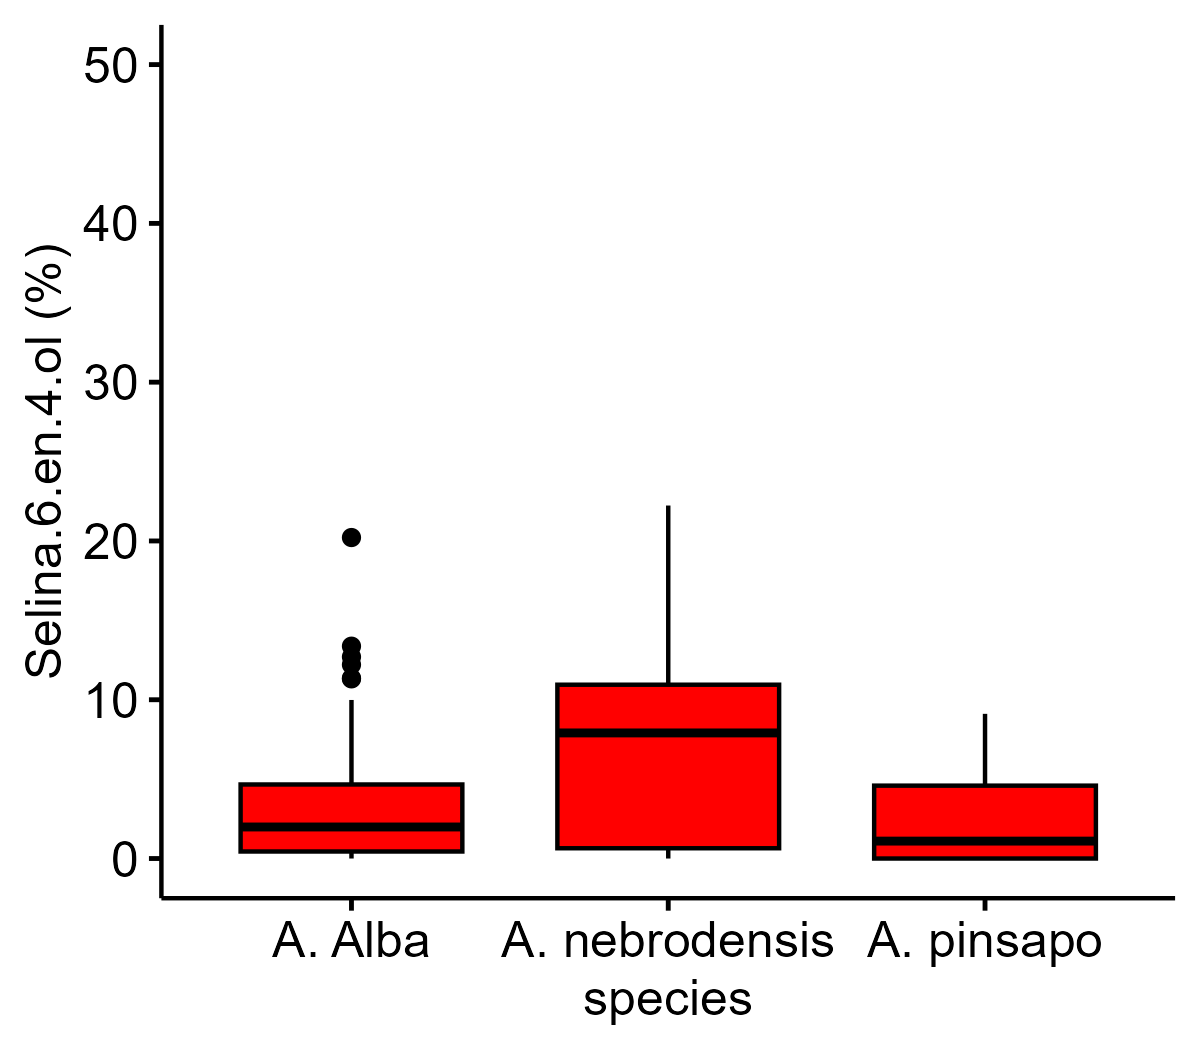 Selina.6.en.4.ol (%)
50
40
30
20
10
0
A. Alba
A. nebrodensis
A. pinsapo
species